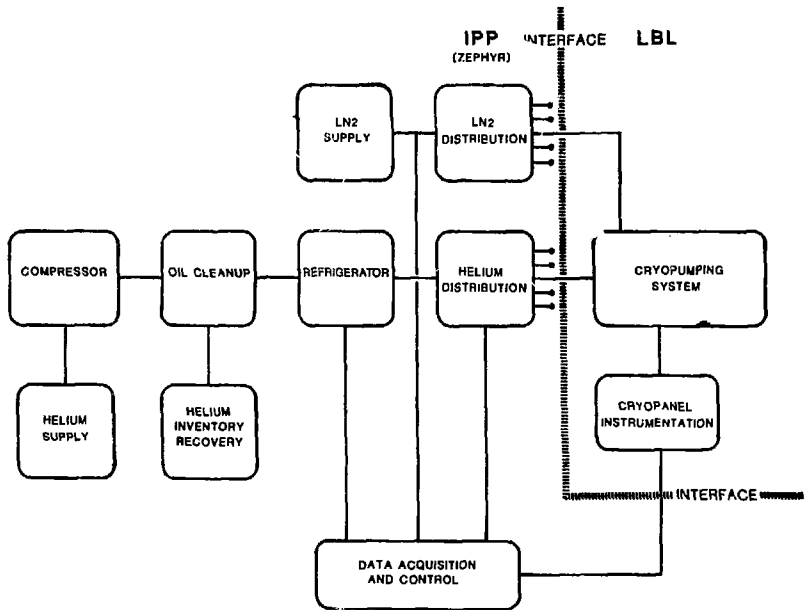 IPP INTERFACE LBL
(ZEPHYR)
LN2
SUPPLY
LN2
DISTRIBUTION
COMPRESSOR
OIL CLEANUP
REFRIGERATOR
HELIUM
DISTRIBUTION
CRYOPUMPING
SYSTEM
HELIUM
SUPPLY
HELIUM
INVENTORY
RECOVERY
CRYOPANEL
INSTRUMENTATION
INTERFACE
DATA ACQUISITION
AND CONTROL